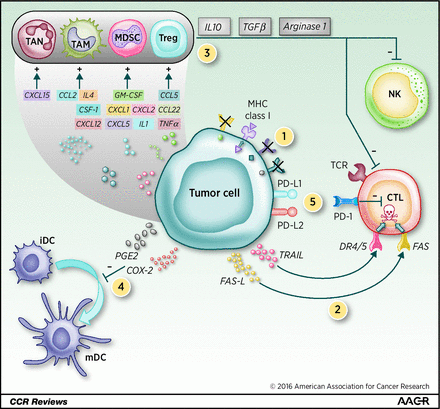 TAN
TAM
MDSC
Treg
IL10
TGFβ
Arginase 1
3
+
+
+
+
CXCL15
CCL2
IL4
GM-CSF
CCL5
CSF-1
CXCL1
CXCL2
CCL22
CXCL12
CXCL5
IL1
TNFα
NK
MHC
class I
1
TCR
Tumor cell
PD-L1
5
PD-L2
PD-1
CTL
iDC
PGE2
COX-2
4
TRAIL
DR4/5
FAS
FAS-L
2
mDC
© 2016 American Association for Cancer Research
CCR Reviews
AACR